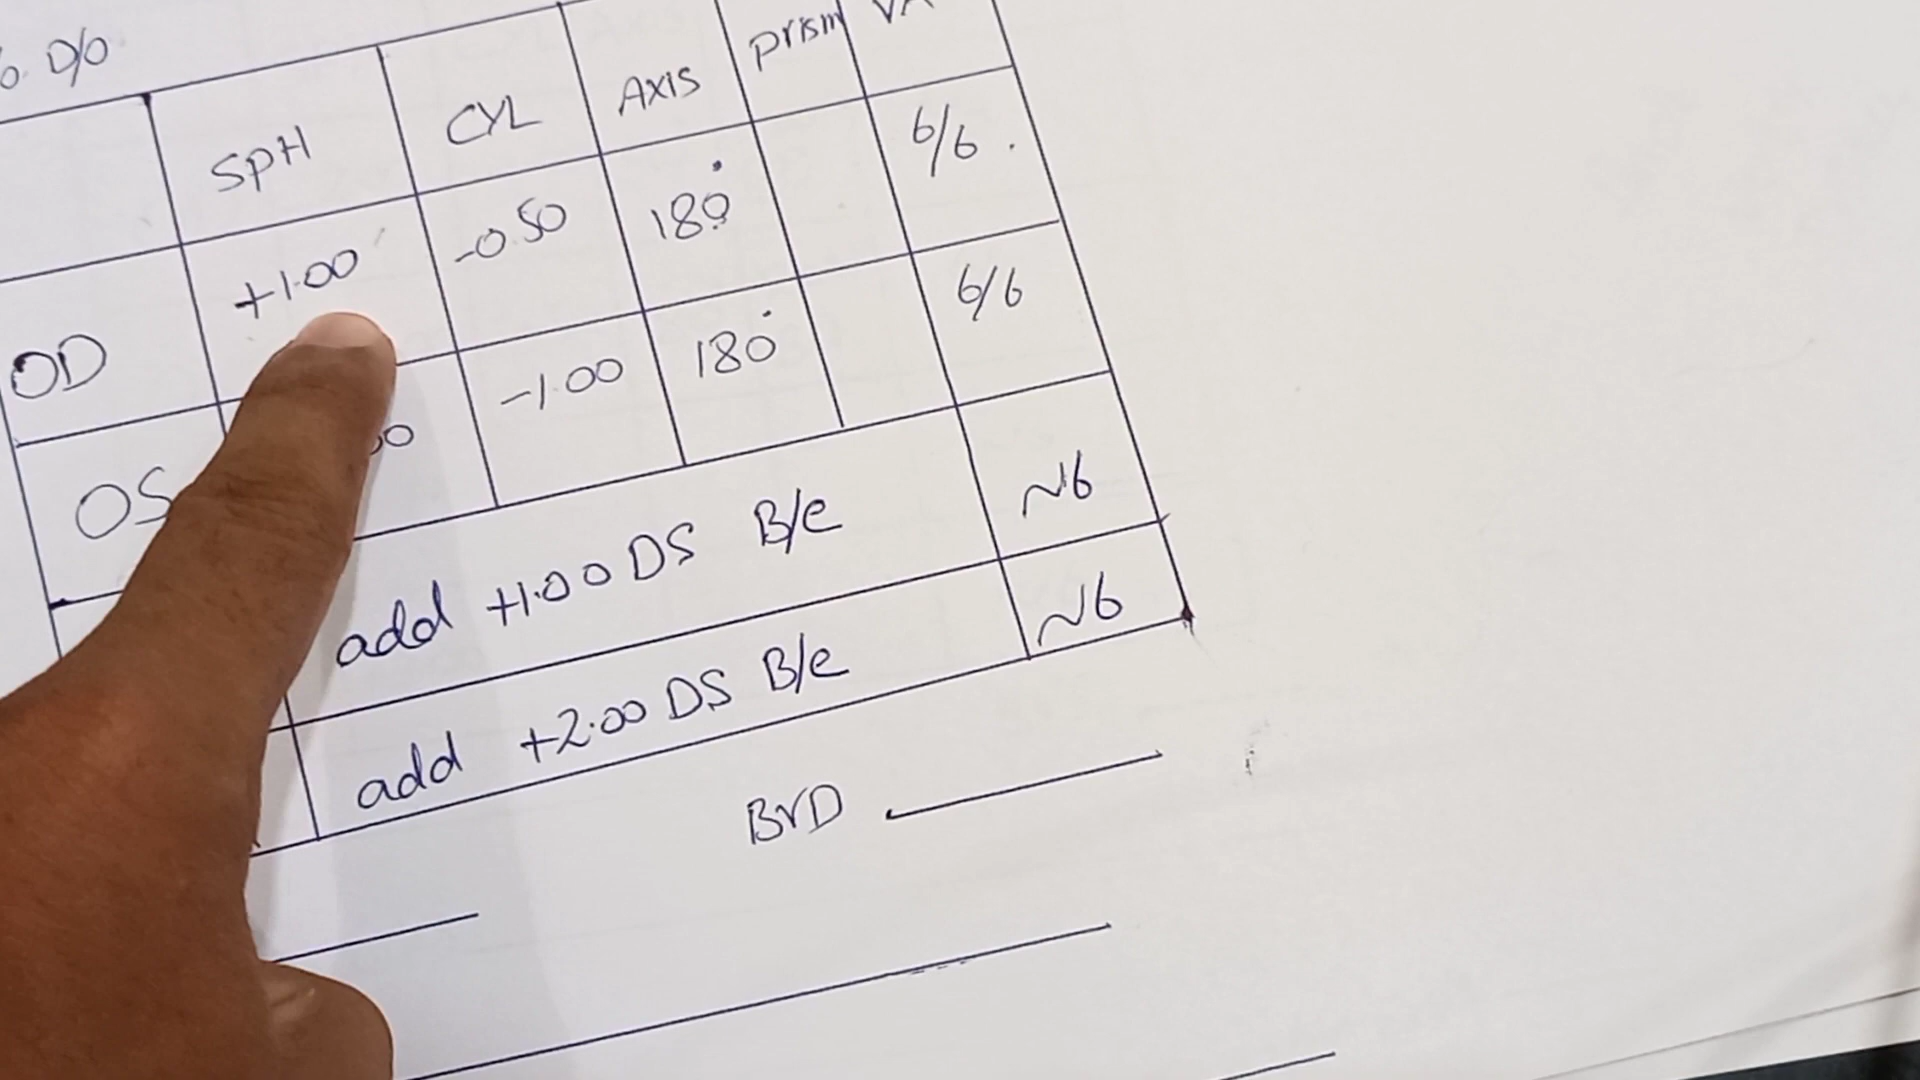 D/O
SPH CYL AXIS prism VA
OD +1.00 -0.50 180° 6/6
OS -1.00 180° 6/6
add +1.00 DS B/e N6
add +2.00 DS B/e N6
BVD